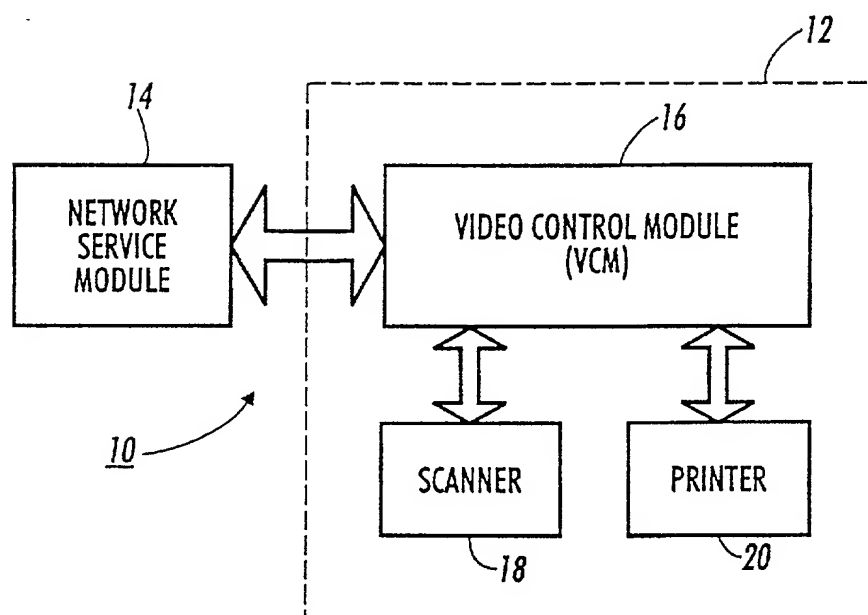 12
14
16
NETWORK
SERVICE
MODULE
VIDEO CONTROL MODULE
(VCM)
10
SCANNER
PRINTER
18
20